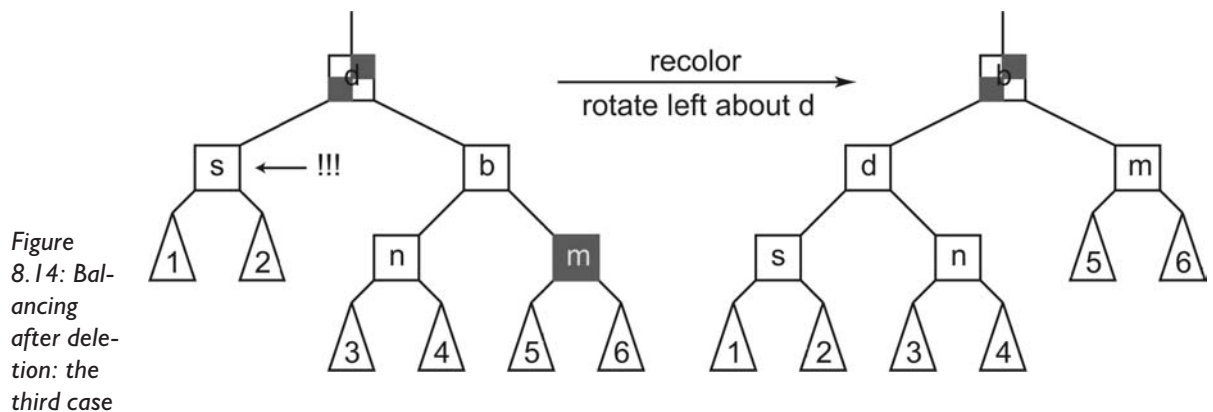 d
recolor
rotate left about d
b
s
!!!
b
d
m
1
2
n
m
s
n
5
6
3
4
5
6
1
2
3
4
Figure
8.14: Bal-
ancing
after dele-
tion: the
third case